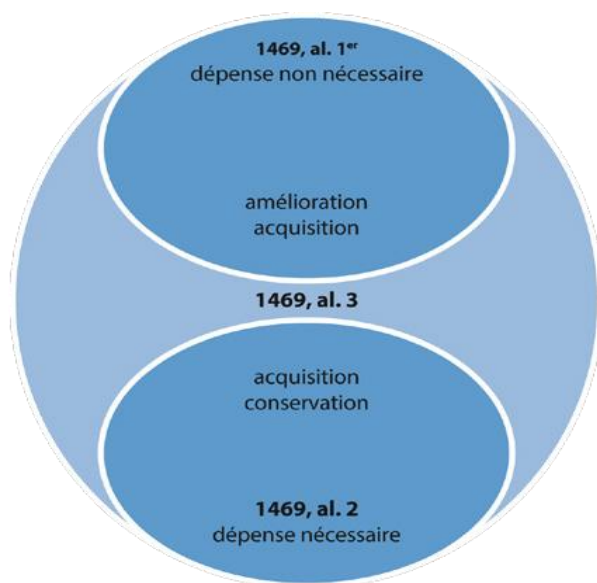 1469, al. 1er
dépense non nécessaire
amélioration
acquisition
1469, al. 3
acquisition
conservation
1469, al. 2
dépense nécessaire